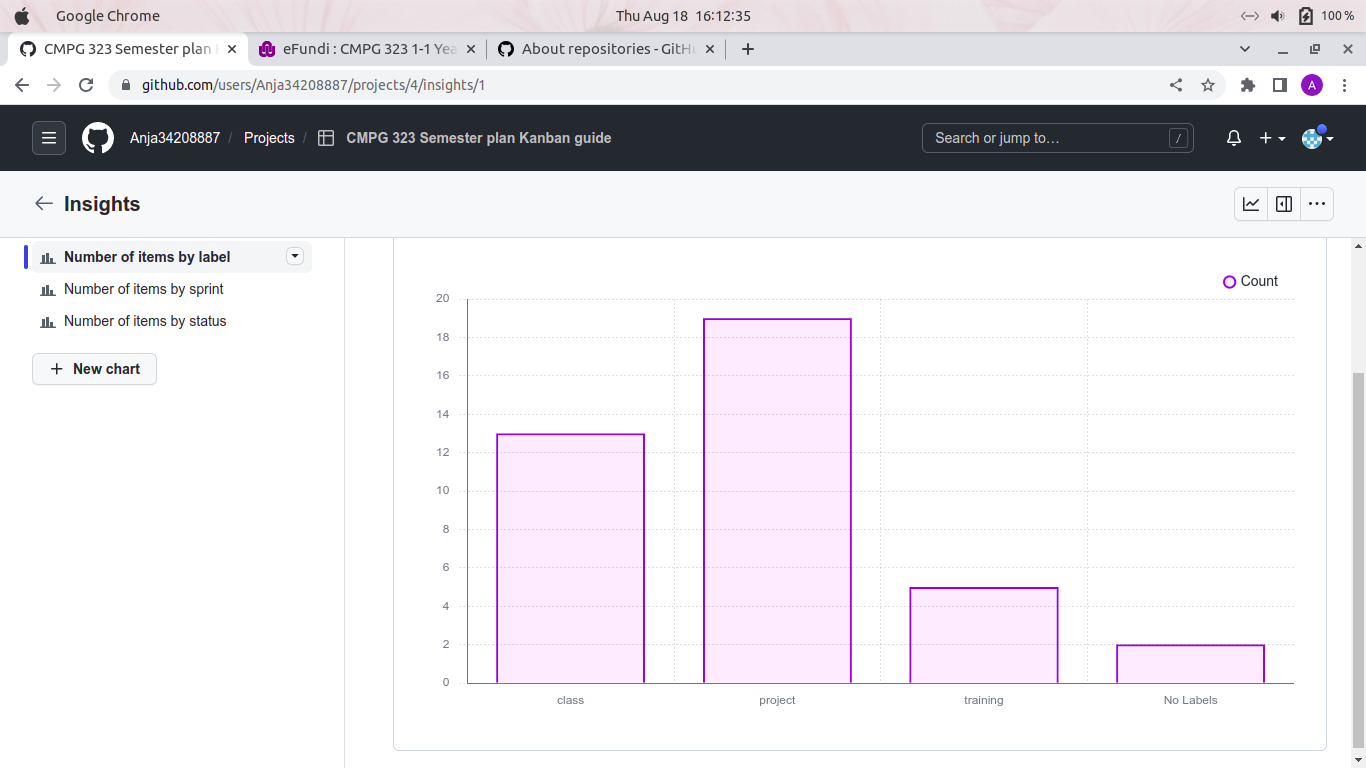 Google Chrome Thu Aug 18 16:12:35 100 %
CMPG 323 Semester plan eFundi : CMPG 323 1-1 Yea About repositories - GitH
github.com/users/Anja34208887/projects/4/insights/1 A
Anja34208887 / Projects / CMPG 323 Semester plan Kanban guide Search or jump to… /
Insights
Number of items by label
Number of items by sprint
Number of items by status
New chart
Count
20
18
16
14
12
10
8
6
4
2
0
class project training No Labels